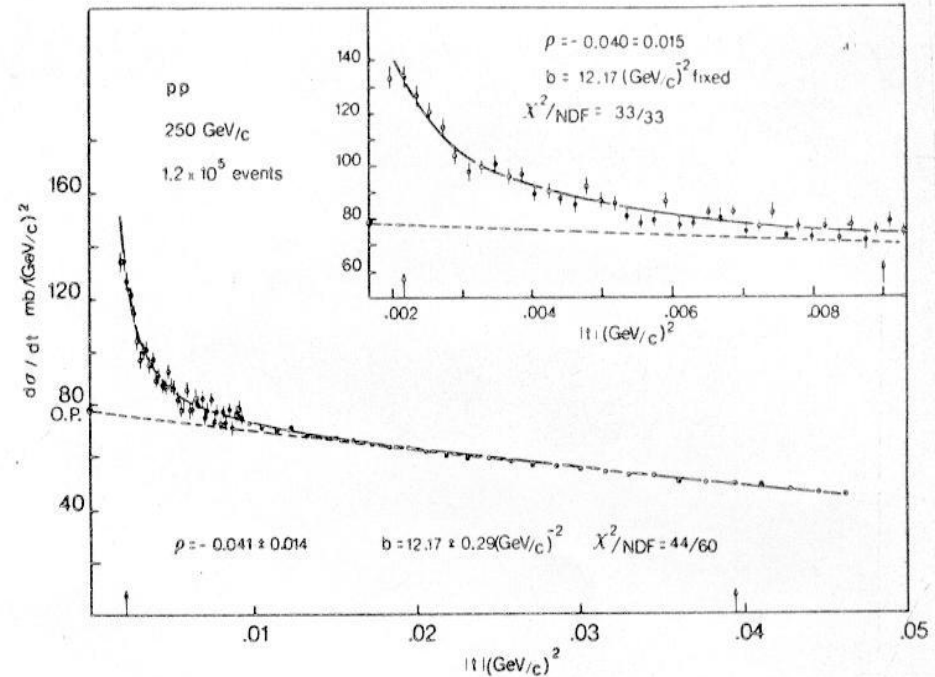 pp
250 GeV/c
1.2 x 10^5 events
ρ = - 0.040 ± 0.015
b = 12.17 (GeV/c)^-2 fixed
χ^2/NDF = 33/33
140
120
100
80
60
.002 .004 .006 .008
|t| (GeV/c)^2
dσ/dt mb/(GeV/c)^2
160
120
80
O.P.
40
ρ = - 0.041 ± 0.014 b = 12.17 ± 0.29 (GeV/c)^-2 χ^2/NDF = 44/60
.01 .02 .03 .04 .05
|t| (GeV/c)^2